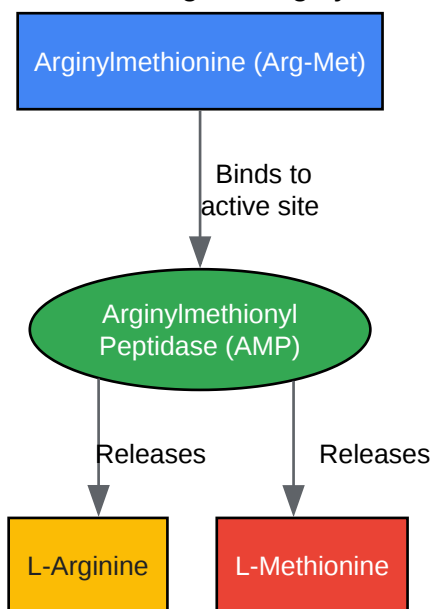 Arginylmethionine (Arg-Met)
Binds to
active site
Arginylmethionyl
Peptidase (AMP)
Releases
Releases
L-Arginine
L-Methionine